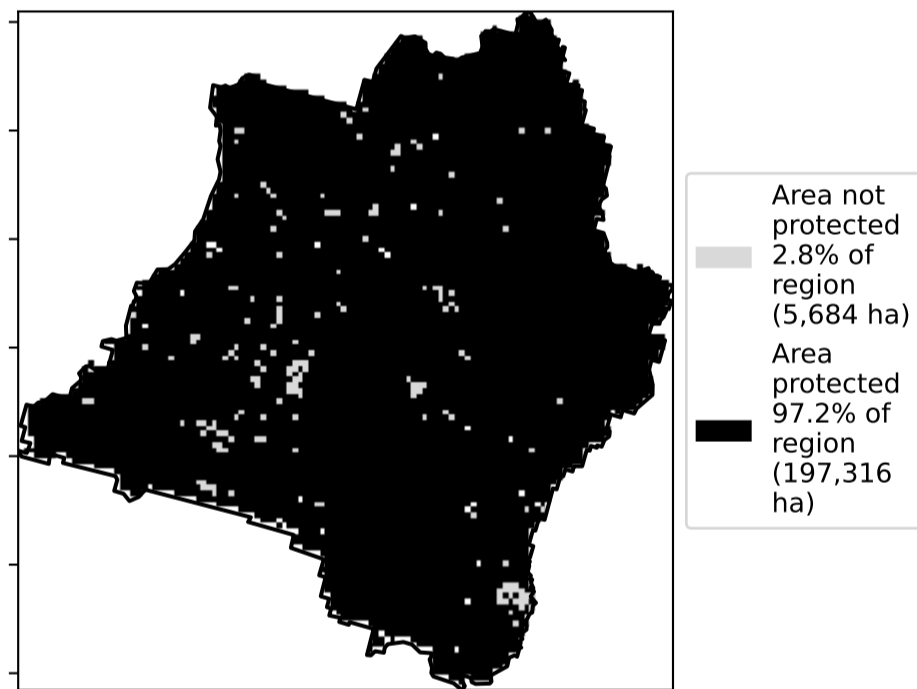 Area not
protected
2.8% of
region
(5,684 ha)
Area
protected
97.2% of
region
(197,316
ha)